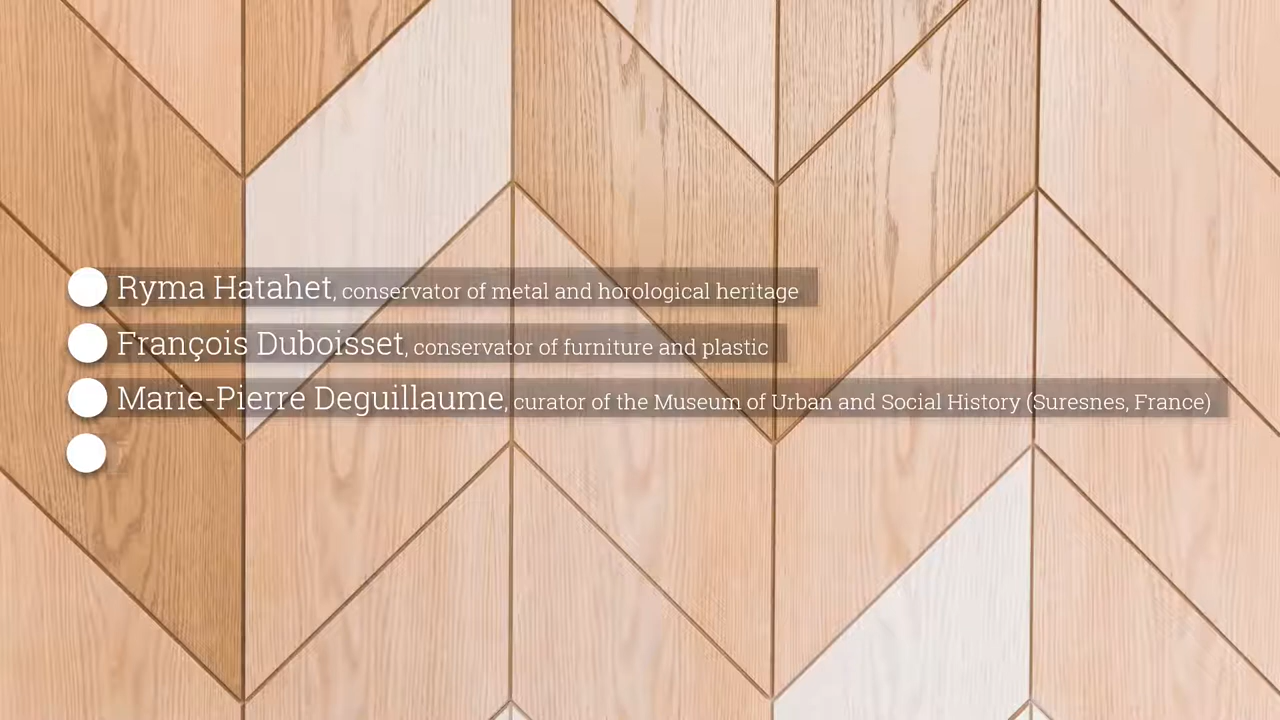 Ryma Hatahet, conservator of metal and horological heritage
François Duboisset, conservator of furniture and plastic
Marie-Pierre Deguillaume, curator of the Museum of Urban and Social History (Suresnes, France)